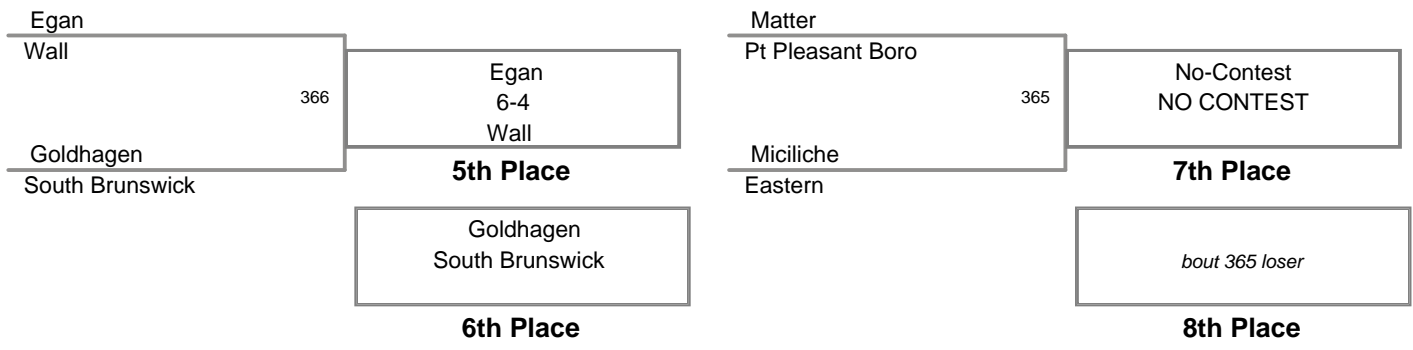 Egan
Wall
366
Egan
6-4
Wall
Goldhagen
South Brunswick
5th Place
Goldhagen
South Brunswick
6th Place
Matter
Pt Pleasant Boro
365
No-Contest
NO CONTEST
Miciliche
Eastern
7th Place
bout 365 loser
8th Place